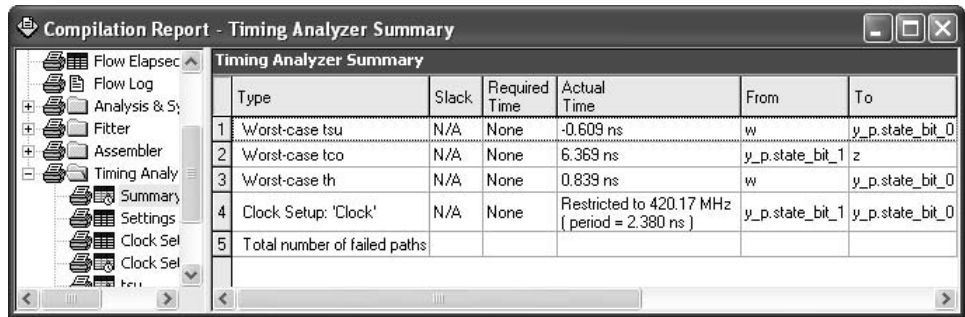 Compilation Report - Timing Analyzer Summary
Flow Elapsec
Flow Log
Analysis & Sy
Fitter
Assembler
Timing Analy
Summary
Settings
Clock Set
Clock Set
tsu
Timing Analyzer Summary
Type Slack Required Time Actual Time From To
1 Worst-case tsu N/A None -0.609 ns w y_p.state_bit_0
2 Worst-case tco N/A None 6.369 ns y_p.state_bit_1 z
3 Worst-case th N/A None 0.839 ns w y_p.state_bit_0
4 Clock Setup: 'Clock' N/A None Restricted to 420.17 MHz ( period = 2.380 ns ) y_p.state_bit_1 y_p.state_bit_0
5 Total number of failed paths